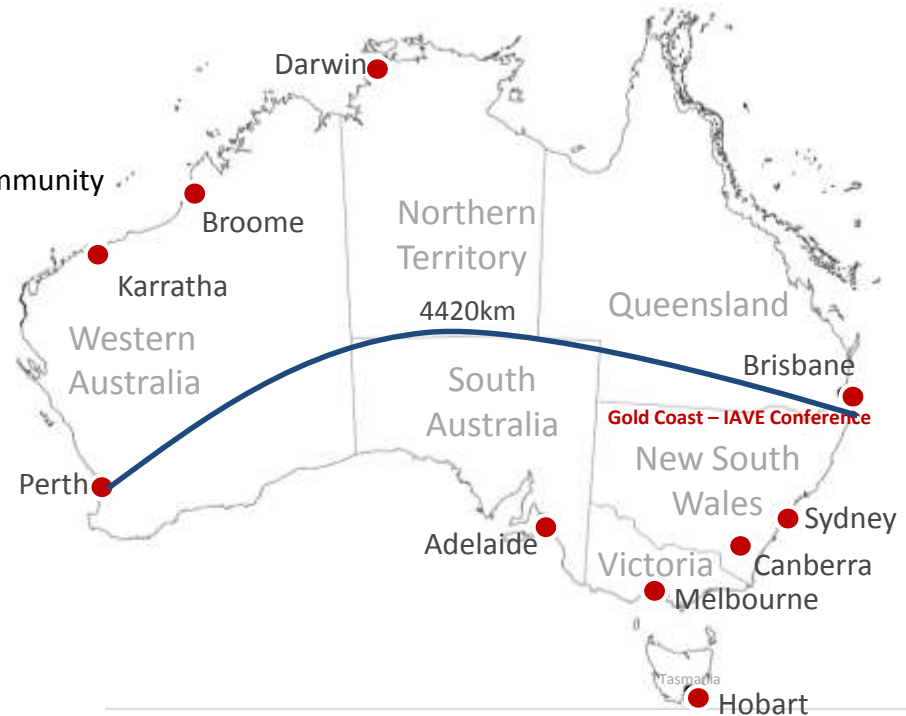 Darwin
mmunity
Broome
Northern
Territory
Karratha
4420km
Queensland
Western
Australia
Brisbane
South
Australia
Gold Coast – IAVE Conference
New South
Wales
Perth
Sydney
Adelaide
Canberra
Victoria
Melbourne
Tasmania
Hobart